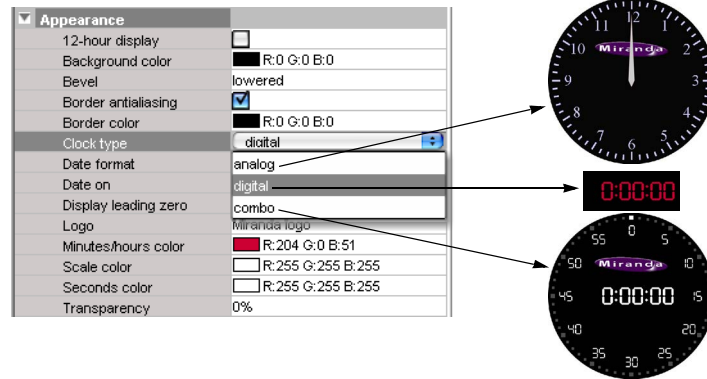 Appearance
12-hour display
Background color R:0 G:0 B:0
Bevel lowered
Border antialiasing
Border color R:0 G:0 B:0
Clock type digital
Date format analog
Date on digital
Display leading zero combo
Logo Miranda logo
Minutes/hours color R:204 G:0 B:51
Scale color R:255 G:255 B:255
Seconds color R:255 G:255 B:255
Transparency 0%
11 12 1
10 Miranda 2
9 3
8 4
7 6 5
0:00:00
55 0 5
50 Miranda 10
45 0:00:00 15
40 20
35 30 25